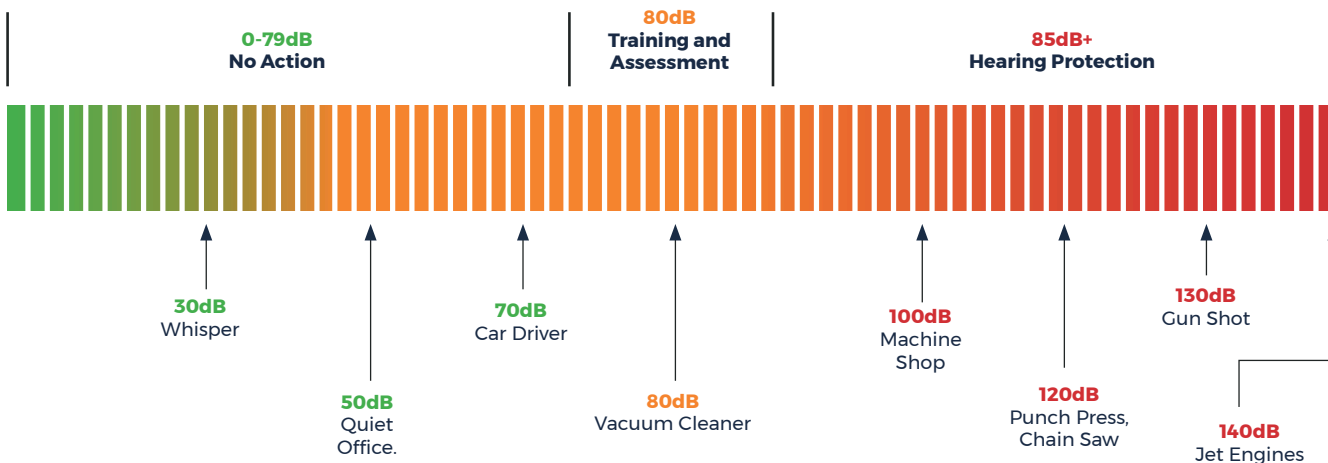 0-79dB
No Action
80dB
Training and
Assessment
85dB+
Hearing Protection
30dB
Whisper
50dB
Quiet
Office.
70dB
Car Driver
80dB
Vacuum Cleaner
100dB
Machine
Shop
120dB
Punch Press,
Chain Saw
130dB
Gun Shot
140dB
Jet Engines